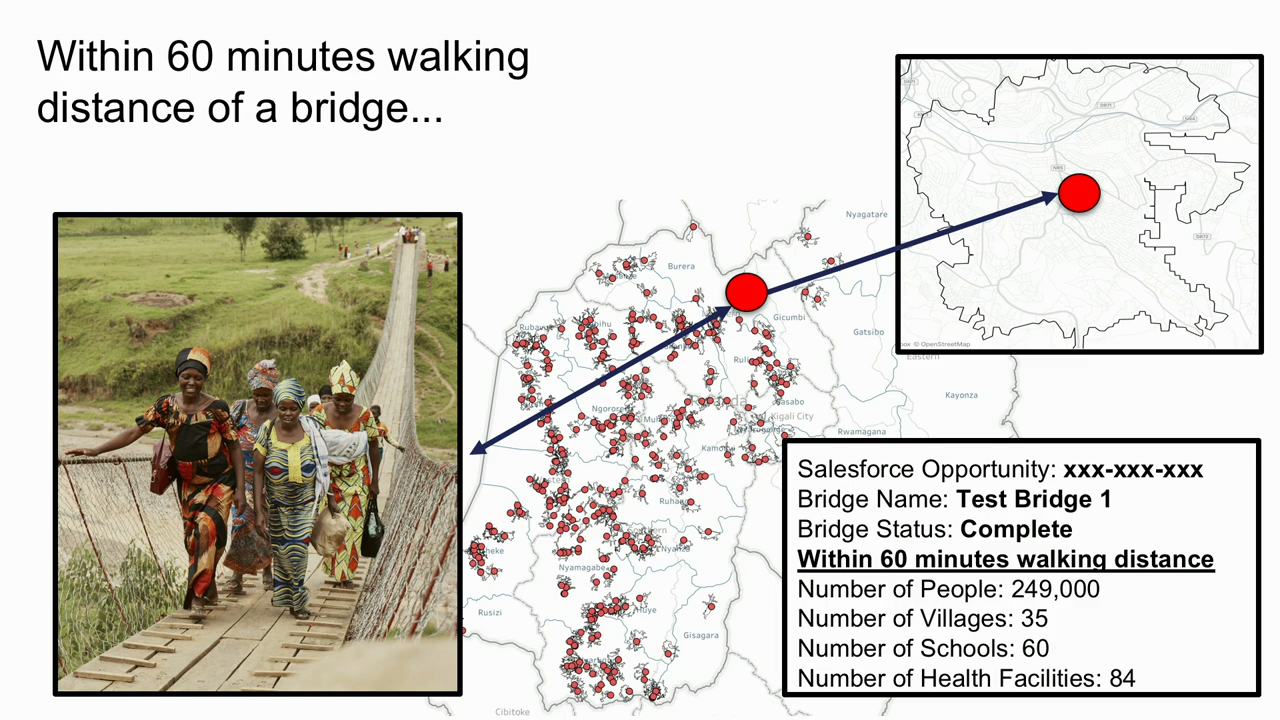 Within 60 minutes walking
distance of a bridge...
Nyagatare
Burera
Gicumbi
Gatsibo
Eastern
Kayonza
Kigali City
Rwamagana
Nyamagabe
Rusizi
Huye
Gisagara
Cibitoke
© OpenStreetMap
Salesforce Opportunity: xxx-xxx-xxx
Bridge Name: Test Bridge 1
Bridge Status: Complete
Within 60 minutes walking distance
Number of People: 249,000
Number of Villages: 35
Number of Schools: 60
Number of Health Facilities: 84